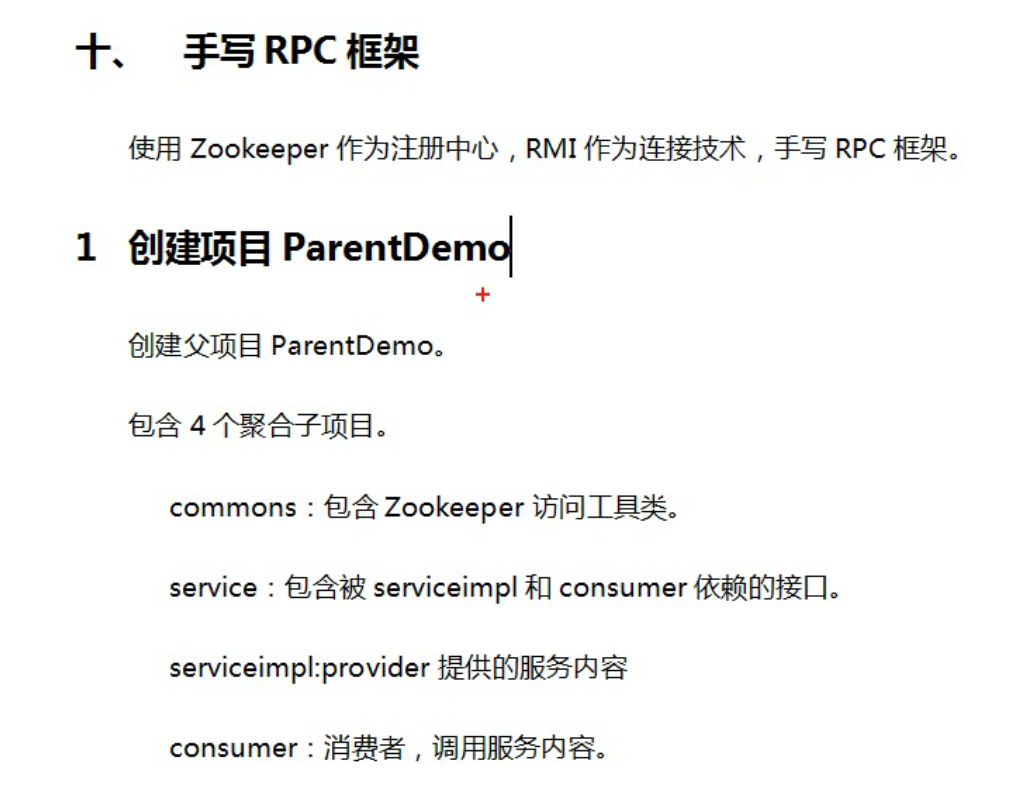 十、 手写 RPC 框架
使用 Zookeeper 作为注册中心，RMI 作为连接技术，手写 RPC 框架。
1 创建项目 ParentDemo
创建父项目 ParentDemo。
包含 4 个聚合子项目。
commons：包含 Zookeeper 访问工具类。
service：包含被 serviceimpl 和 consumer 依赖的接口。
serviceimpl:provider 提供的服务内容
consumer：消费者，调用服务内容。